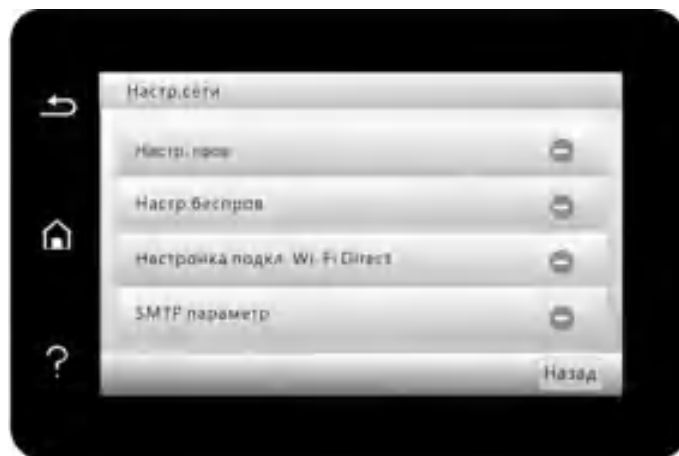 Настр.сети
Настр. пров
Настр.беспров
Настройка подкл. Wi-Fi Direct
SMTP параметр
Назад